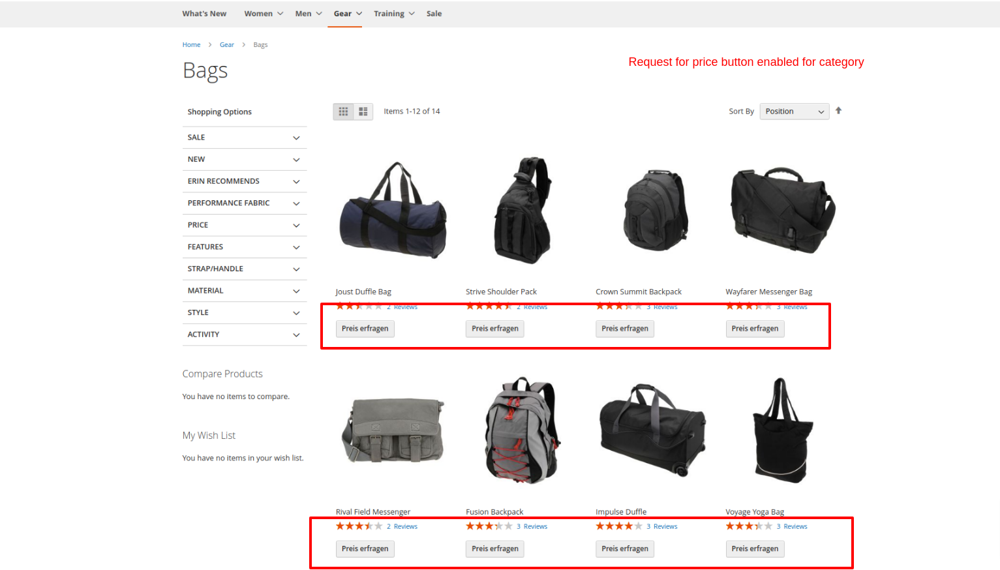 What's New Women Men Gear Training Sale
Home Gear Bags
Bags
Request for price button enabled for category
Shopping Options
SALE
NEW
ERIN RECOMMENDS
PERFORMANCE FABRIC
PRICE
FEATURES
STRAP/HANDLE
MATERIAL
STYLE
ACTIVITY
Compare Products
You have no items to compare.
My Wish List
You have no items in your wish list.
Items 1-12 of 14
Sort By Position
Joust Duffle Bag Strive Shoulder Pack Crown Summit Backpack Wayfarer Messenger Bag
2 Reviews 2 Reviews 3 Reviews 3 Reviews
Preis erfragen Preis erfragen Preis erfragen Preis erfragen
Rival Field Messenger Fusion Backpack Impulse Duffle Voyage Yoga Bag
2 Reviews 3 Reviews 3 Reviews 3 Reviews
Preis erfragen Preis erfragen Preis erfragen Preis erfragen